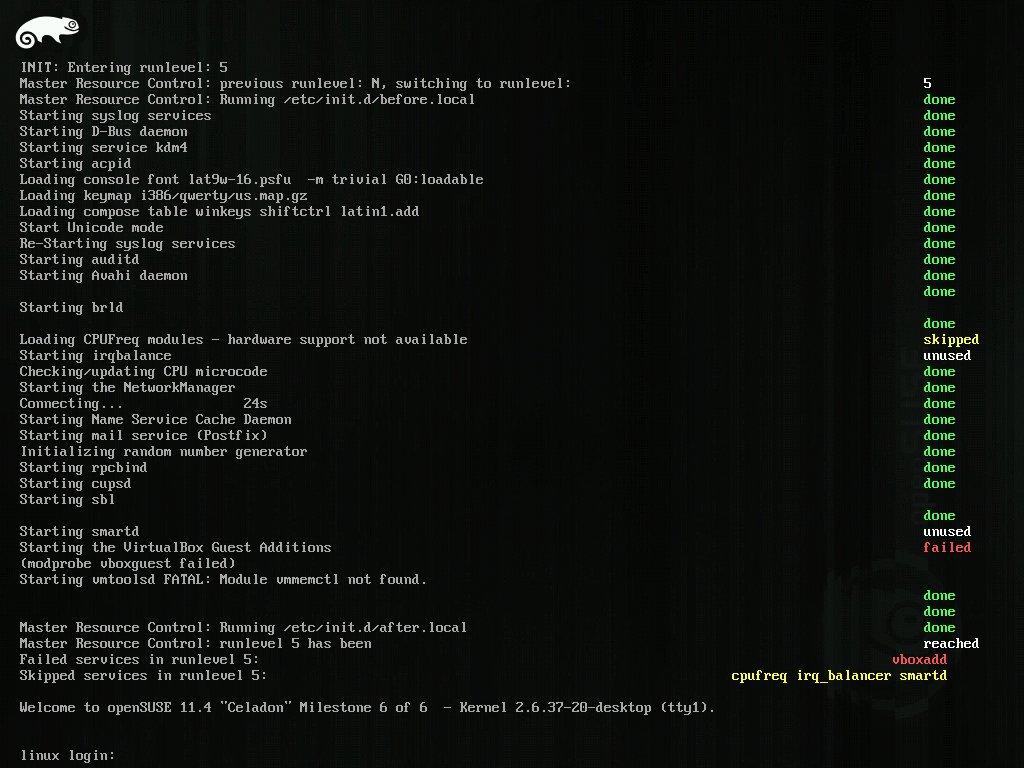 INIT: Entering runlevel: 5
Master Resource Control: previous runlevel: N, switching to runlevel: 5
Master Resource Control: Running /etc/init.d/before.local done
Starting syslog services done
Starting D-Bus daemon done
Starting service kdm4 done
Starting acpid done
Loading console font lat9w-16.psfu  -m trivial G0:loadable done
Loading keymap i386/qwerty/us.map.gz done
Loading compose table winkeys shiftctrl latin1.add done
Start Unicode mode done
Re-Starting syslog services done
Starting auditd done
Starting Avahi daemon done
done
Starting brld
done
Loading CPUFreq modules - hardware support not available skipped
Starting irqbalance unused
Checking/updating CPU microcode done
Starting the NetworkManager done
Connecting... 24s done
Starting Name Service Cache Daemon done
Starting mail service (Postfix) done
Initializing random number generator done
Starting rpcbind done
Starting cupsd done
Starting sbl
done
Starting smartd unused
Starting the VirtualBox Guest Additions failed
(modprobe vboxguest failed)
Starting vmtoolsd FATAL: Module vmmemctl not found.
done
done
Master Resource Control: Running /etc/init.d/after.local done
Master Resource Control: runlevel 5 has been reached
Failed services in runlevel 5: vboxadd
Skipped services in runlevel 5: cpufreq irq_balancer smartd
Welcome to openSUSE 11.4 "Celadon" Milestone 6 of 6  - Kernel 2.6.37-20-desktop (tty1).
linux login: